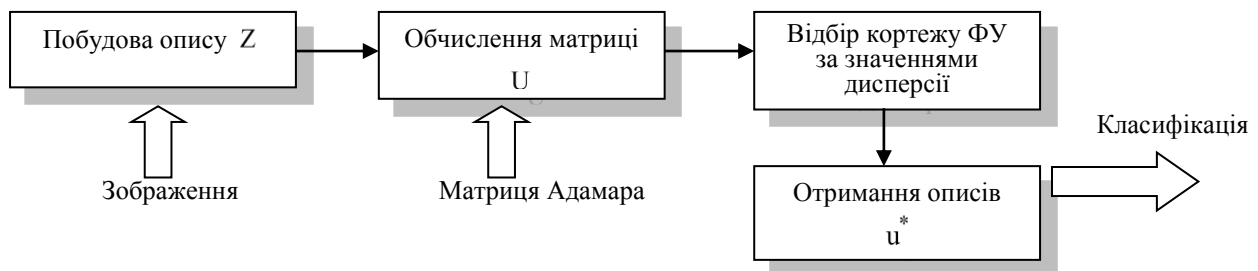 Побудова опису Z
Обчислення матриці
U
Відбір кортежу ФУ
за значеннями
дисперсії
Зображення
Матриця Адамара
Отримання описів
u*
Класифікація